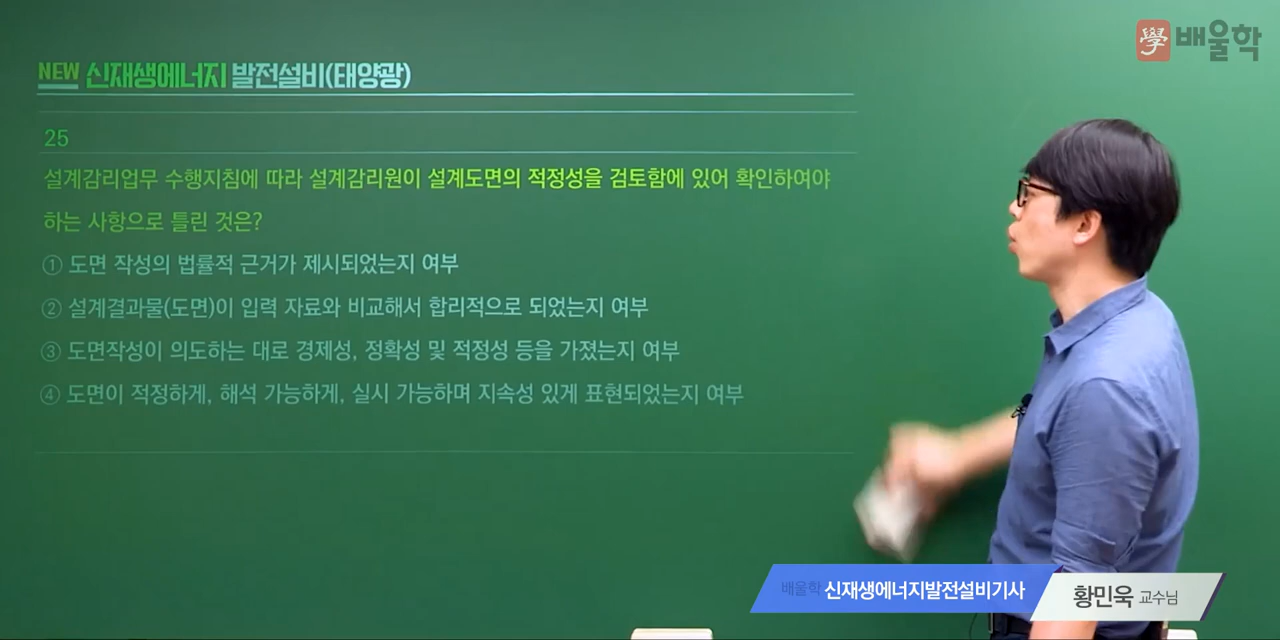 學 배울학
NEW 신재생에너지 발전설비(태양광)
25
설계감리업무 수행지침에 따라 설계감리원이 설계도면의 적정성을 검토함에 있어 확인하여야
하는 사항으로 틀린 것은?
① 도면 작성의 법률적 근거가 제시되었는지 여부
② 설계결과물(도면)이 입력 자료와 비교해서 합리적으로 되었는지 여부
③ 도면작성이 의도하는 대로 경제성, 정확성 및 적정성 등을 가졌는지 여부
④ 도면이 적정하게, 해석 가능하게, 실시 가능하며 지속성 있게 표현되었는지 여부
배울학 신재생에너지발전설비기사
황민욱 교수님